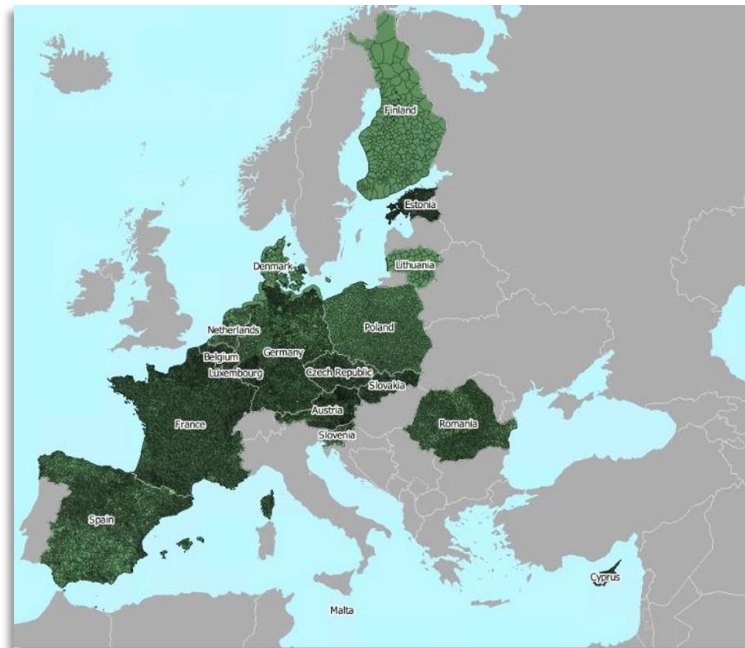 Finland
Estonia
Lithuania
Denmark
Netherlands
Poland
Belgium
Germany
Luxembourg
Czech Republic
Slovakia
Austria
France
Romania
Slovenia
Spain
Cyprus
Malta